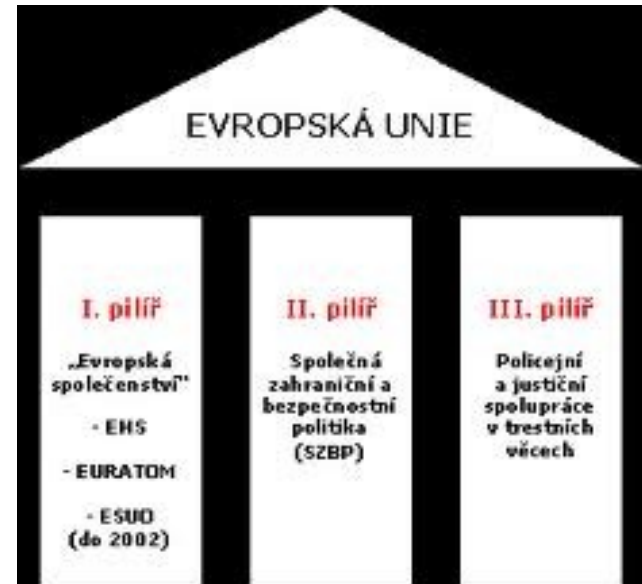 EVROPSKÁ UNIE
I. pilíř
„Evropská
společenství"
- EHS
- EURATOM
- ESUO
(do 2002)
II. pilíř
Společná
zahraniční a
bezpečnostní
politika
(SZBP)
III. pilíř
Policejní
a justiční
spolupráce
v trestních
věcech